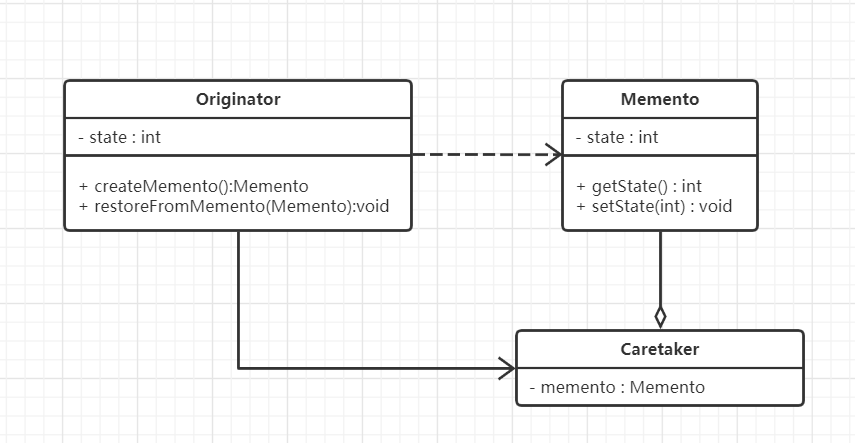 Originator
- state : int
+ createMemento():Memento
+ restoreFromMemento(Memento):void
Memento
- state : int
+ getState() : int
+ setState(int) : void
Caretaker
- memento : Memento